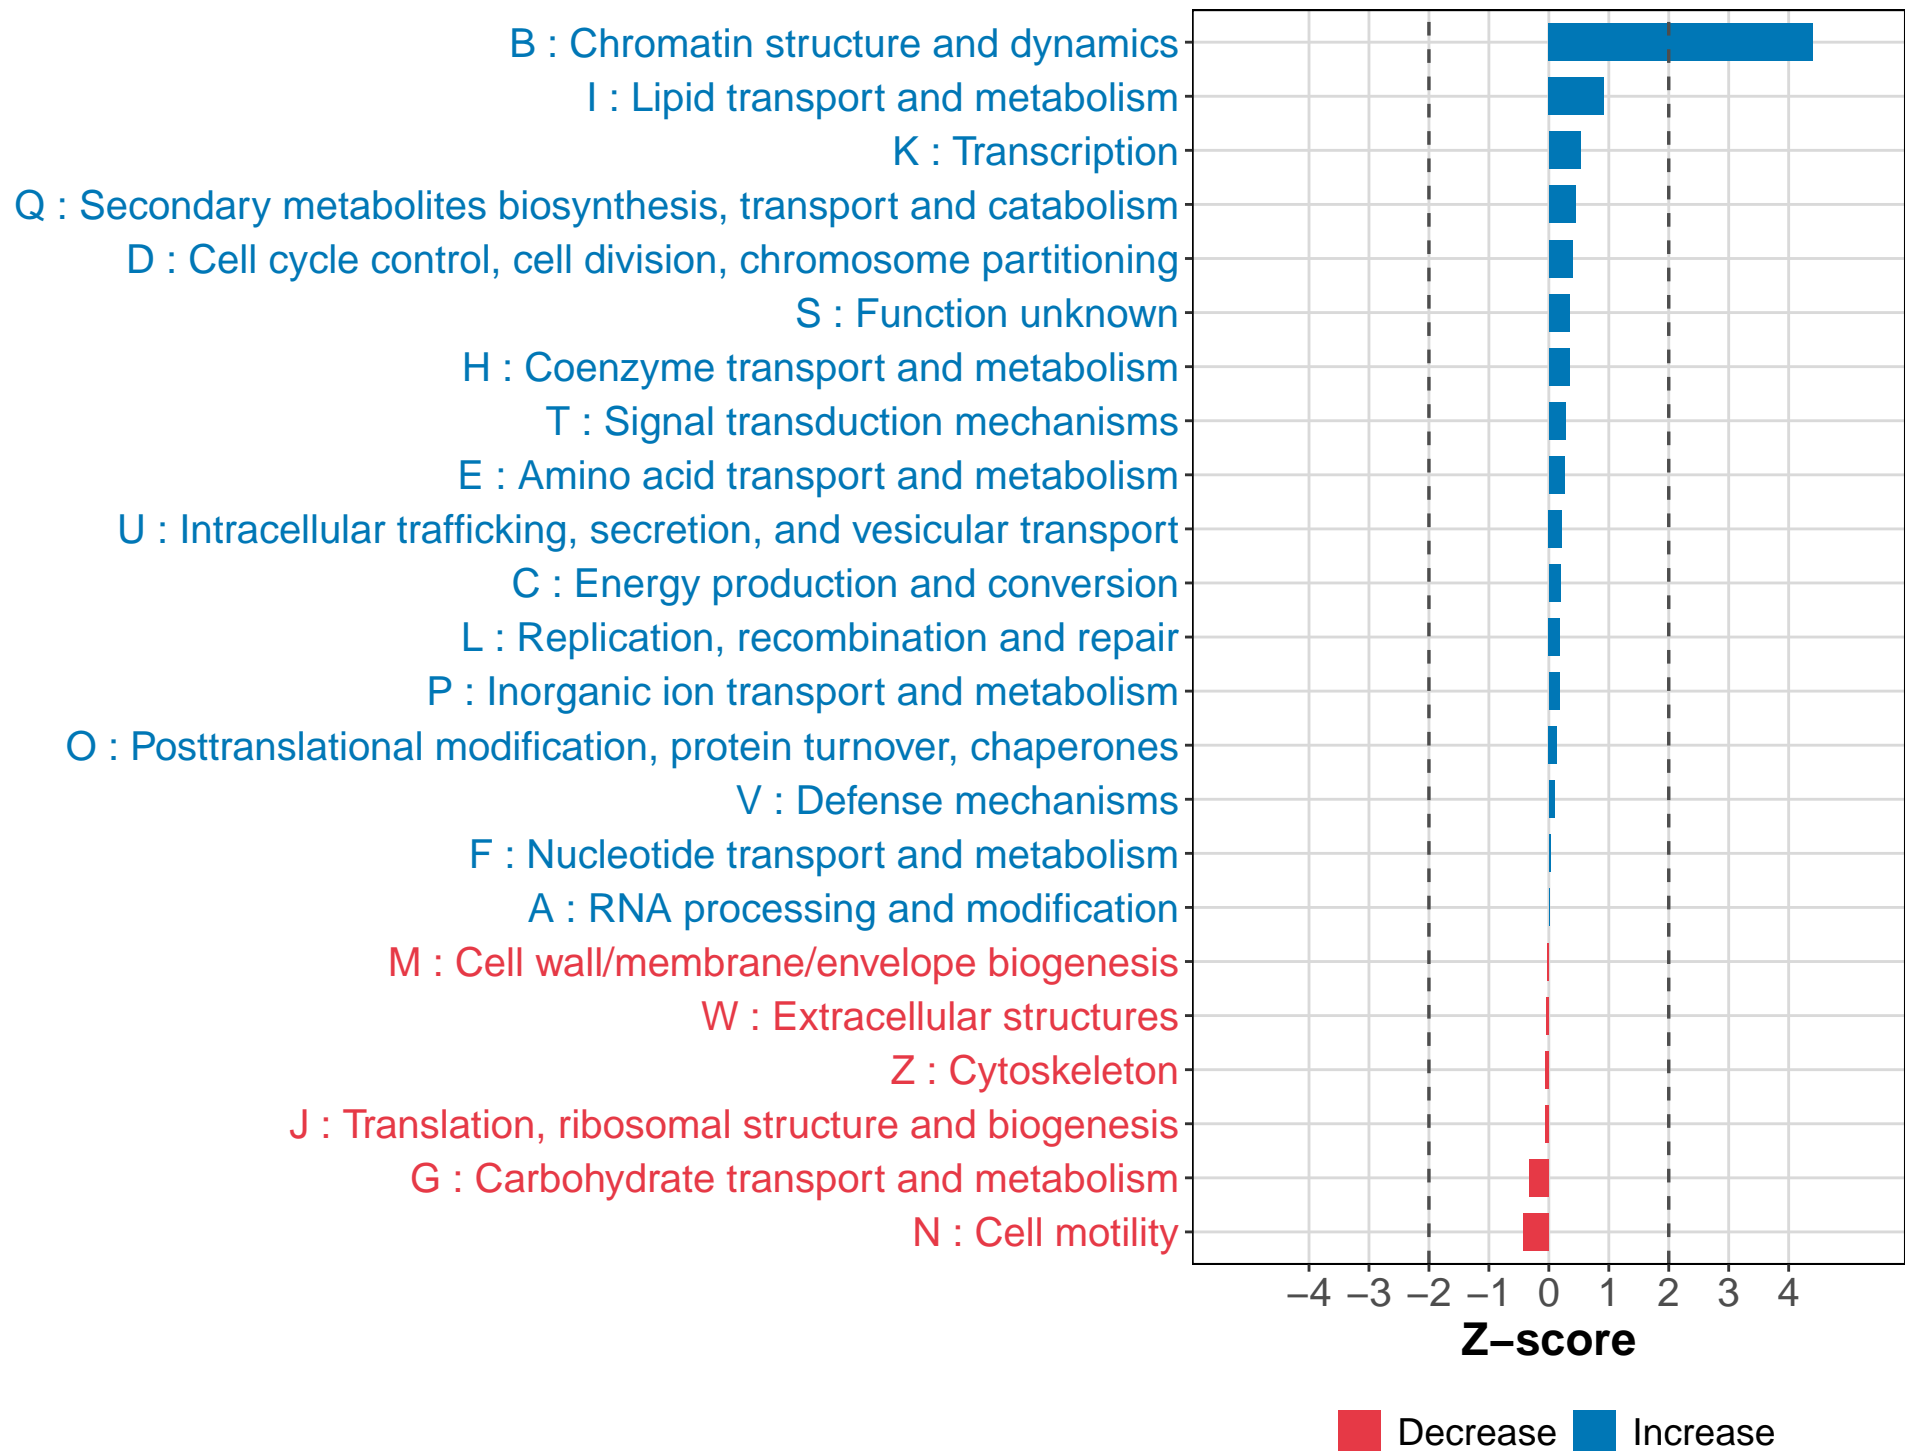 B : Chromatin structure and dynamics
I : Lipid transport and metabolism
K : Transcription
Q : Secondary metabolites biosynthesis, transport and catabolism
D : Cell cycle control, cell division, chromosome partitioning
S : Function unknown
H : Coenzyme transport and metabolism
T : Signal transduction mechanisms
E : Amino acid transport and metabolism
U : Intracellular trafficking, secretion, and vesicular transport
C : Energy production and conversion
L : Replication, recombination and repair
P : Inorganic ion transport and metabolism
O : Posttranslational modification, protein turnover, chaperones
V : Defense mechanisms
F : Nucleotide transport and metabolism
A : RNA processing and modification
M : Cell wall/membrane/envelope biogenesis
W : Extracellular structures
Z : Cytoskeleton
J : Translation, ribosomal structure and biogenesis
G : Carbohydrate transport and metabolism
N : Cell motility
−4 −3 −2 −1 0 1 2 3 4
Z−score
Decrease Increase